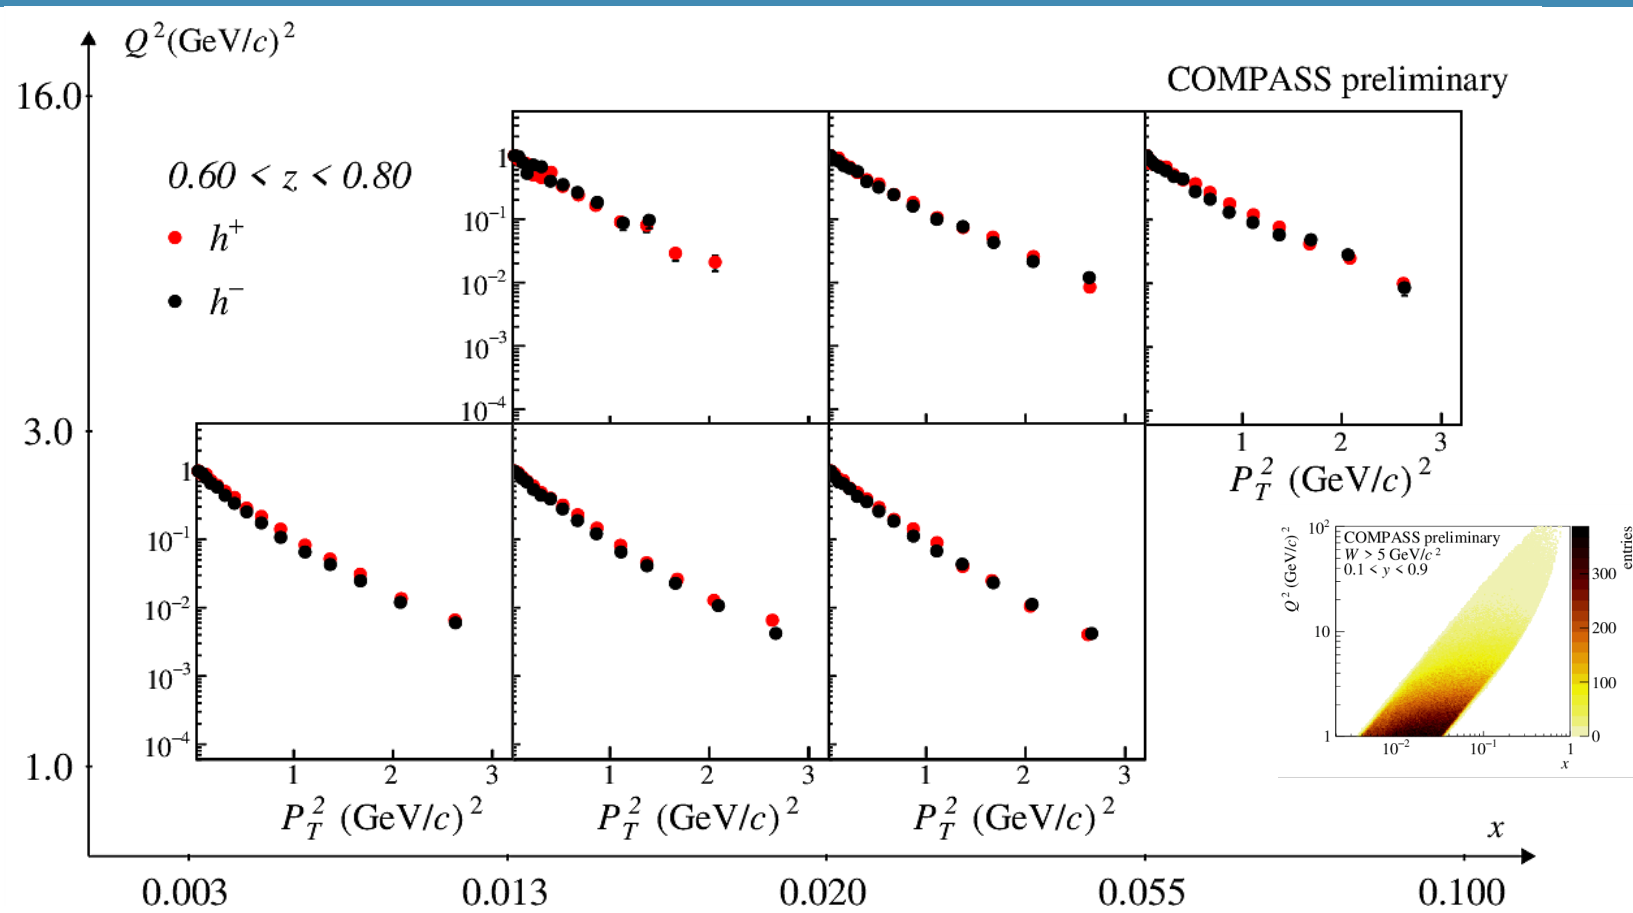 Q²(GeV/c)²
COMPASS preliminary
16.0
0.60 < z < 0.80
h⁺
h⁻
1
10⁻¹
10⁻²
10⁻³
10⁻⁴
3.0
1 2 3
P_T² (GeV/c)²
1
10⁻¹
10⁻²
10⁻³
10⁻⁴
1.0
1 2 3
P_T² (GeV/c)²
1 2 3
P_T² (GeV/c)²
1 2 3
P_T² (GeV/c)²
Q² (GeV/c)²
10²
10
1
COMPASS preliminary
W > 5 GeV/c²
0.1 < y < 0.9
10⁻² 10⁻¹ 1
x
entries
300
200
100
0
x
0.003 0.013 0.020 0.055 0.100